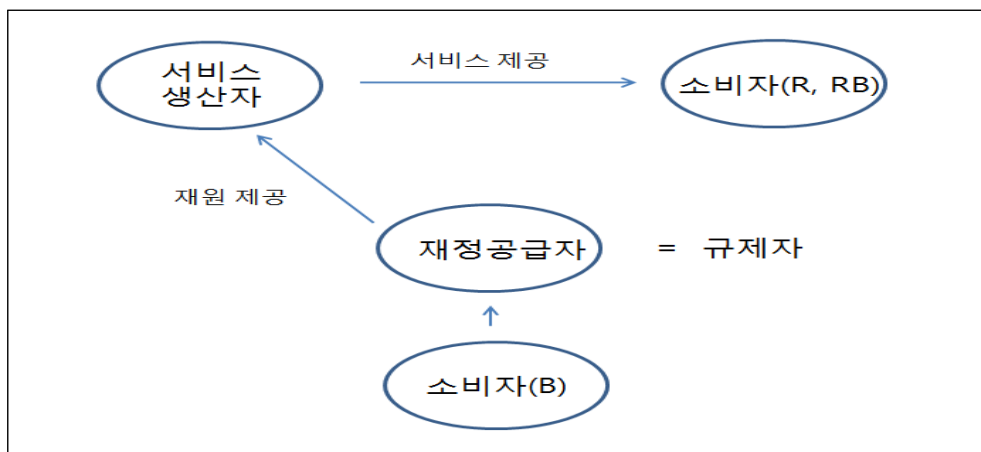 서비스
생산자
서비스 제공
소비자(R, RB)
재원 제공
재정공급자 = 규제자
소비자(B)